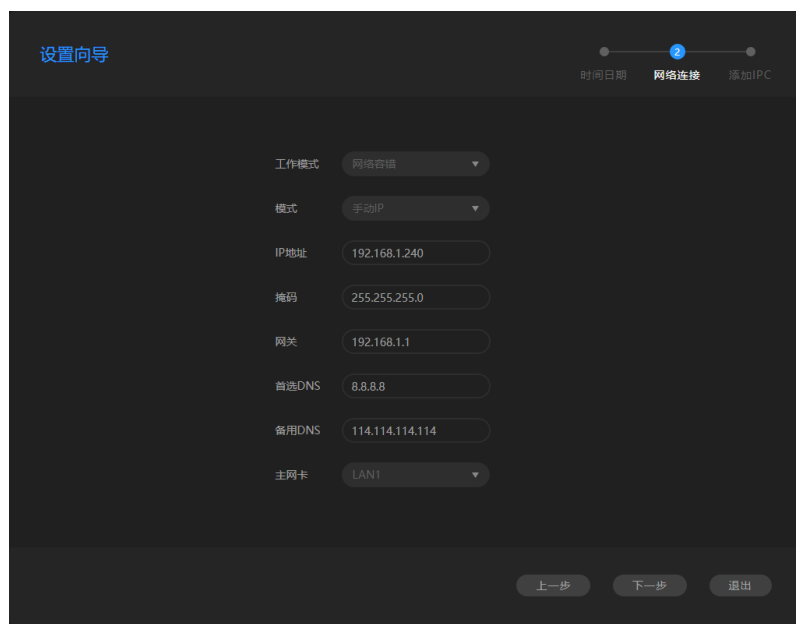 设置向导
2
时间日期 网络连接 添加IPC
工作模式 网络容错
模式 手动IP
IP地址 192.168.1.240
掩码 255.255.255.0
网关 192.168.1.1
首选DNS 8.8.8.8
备用DNS 114.114.114.114
主网卡 LAN1
上一步 下一步 退出